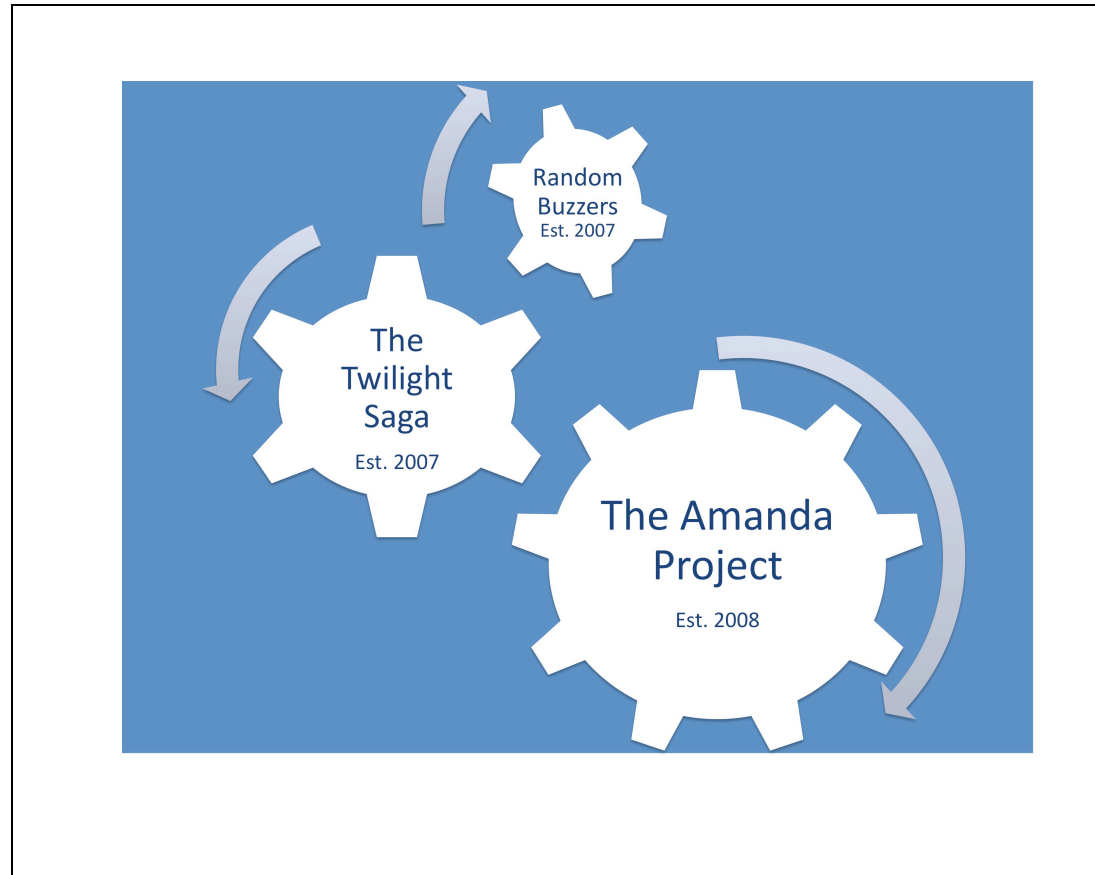 Random
Buzzers
Est. 2007
The
Twilight
Saga
Est. 2007
The Amanda
Project
Est. 2008